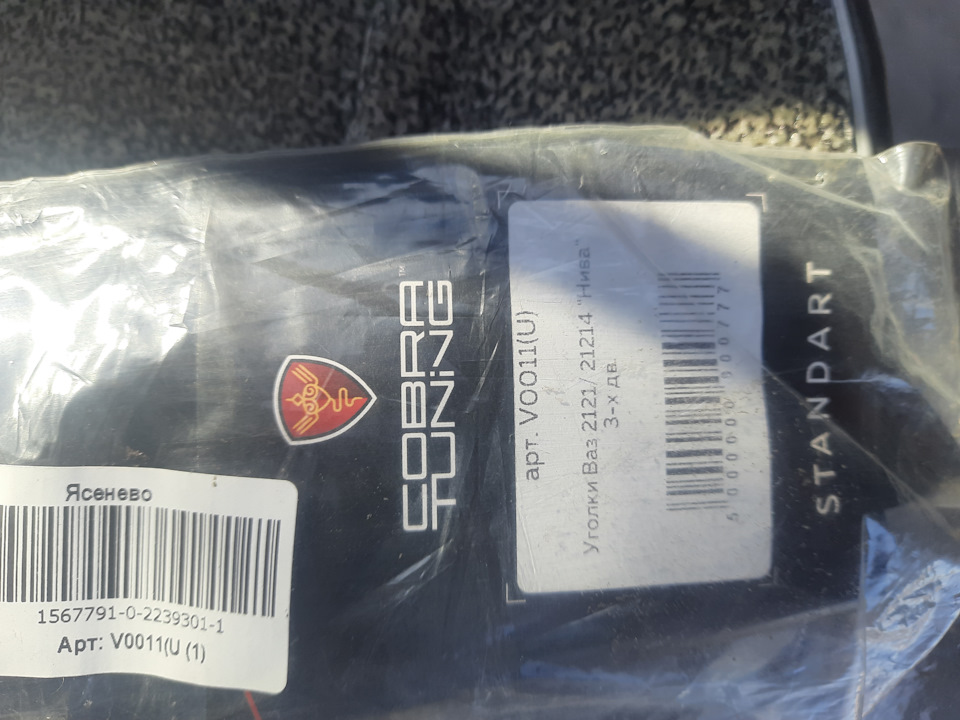 COBRA
TUNING™
арт. V0011(U)
Уголки Ваз 2121/ 21214 "Нива"
3-х дв.
STANDART
Ясенево
1567791-0-2239301-1
Арт: V0011(U (1)